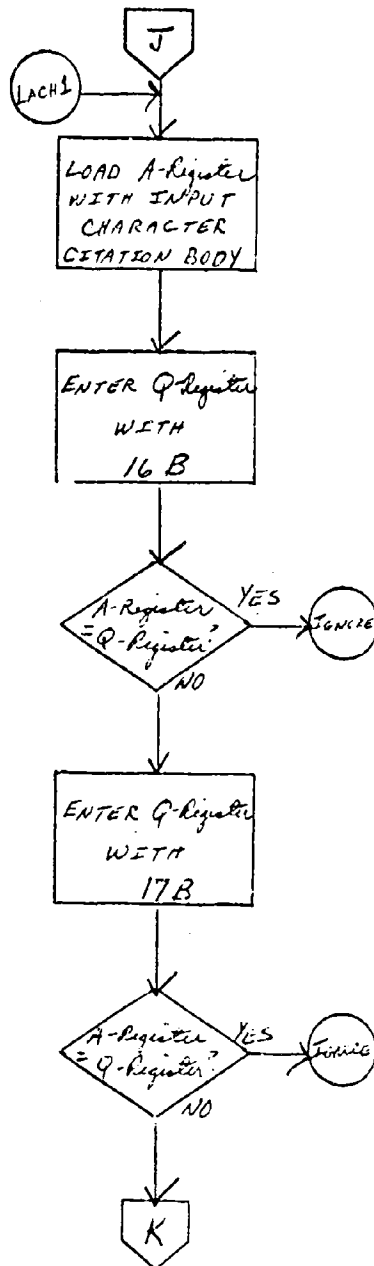 J
LACH1
LOAD A-Register
WITH INPUT
CHARACTER
CITATION BODY
ENTER Q-Register
WITH
16 B
A-Register
= Q-Register?
YES
IGNORE
NO
ENTER Q-Register
WITH
17 B
A-Register
= Q-Register?
YES
NO
K